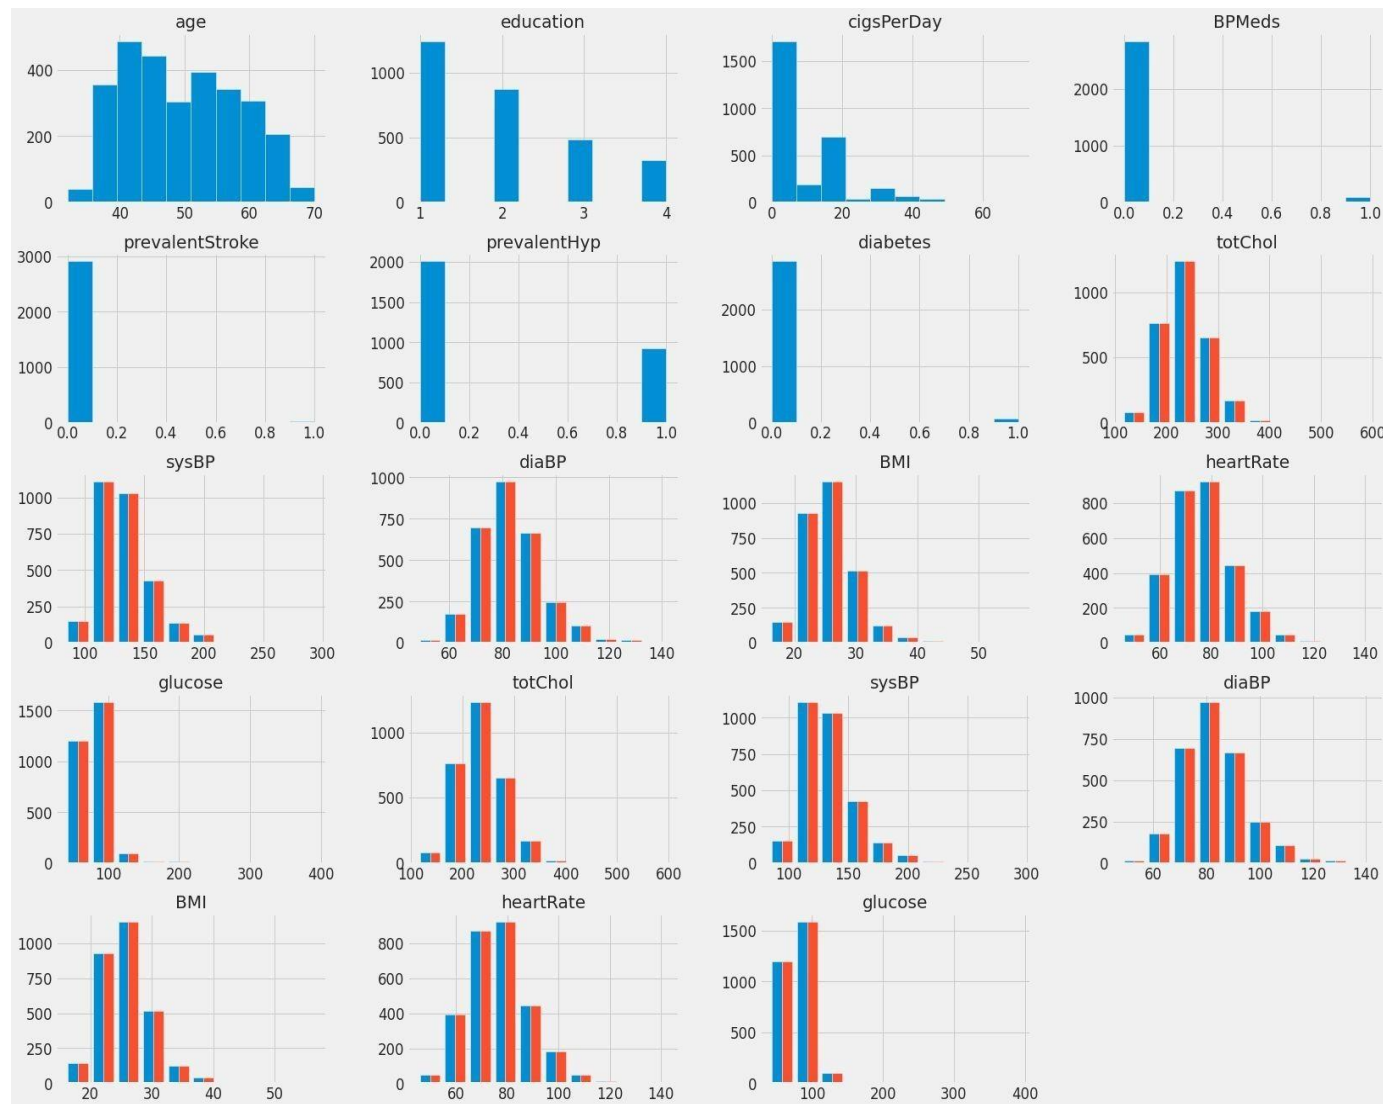 age education cigsPerDay BPMeds
400 200 0
1000 500 0
1500 1000 500 0
2000 1000 0
40 50 60 70
1 2 3 4
0 20 40 60
0.0 0.2 0.4 0.6 0.8 1.0
prevalentStroke prevalentHyp diabetes totChol
3000 2000 1000 0
2000 1500 1000 500 0
2000 1000 0
1000 500 0
0.0 0.2 0.4 0.6 0.8 1.0
0.0 0.2 0.4 0.6 0.8 1.0
0.0 0.2 0.4 0.6 0.8 1.0
100 200 300 400 500 600
sysBP diaBP BMI heartRate
1000 750 500 250 0
1000 750 500 250 0
1000 750 500 250 0
800 600 400 200 0
100 150 200 250 300
60 80 100 120 140
20 30 40 50
60 80 100 120 140
glucose totChol sysBP diaBP
1500 1000 500 0
1000 500 0
1000 750 500 250 0
1000 750 500 250 0
100 200 300 400
100 200 300 400 500 600
100 150 200 250 300
60 80 100 120 140
BMI heartRate glucose
1000 750 500 250 0
800 600 400 200 0
1500 1000 500 0
20 30 40 50
60 80 100 120 140
100 200 300 400